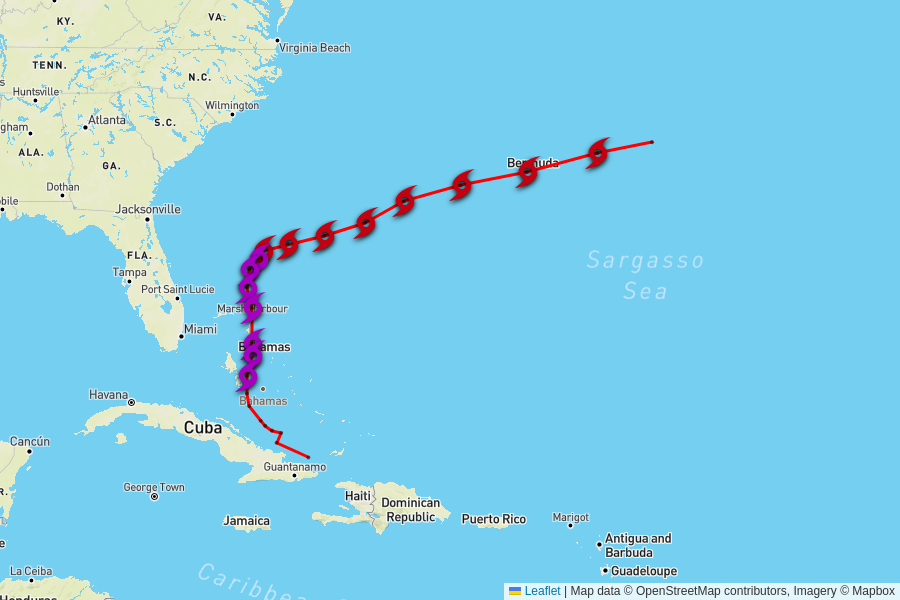 KY.
VA.
Virginia Beach
TENN.
N.C.
Huntsville
Wilmington
Atlanta
S.C.
gham
ALA.
GA.
Dothan
bile
Jacksonville
Bermuda
FLA.
Tampa
Port Saint Lucie
Sargasso
Sea
Marsh Harbour
Miami
Bahamas
Havana
Bahamas
Cuba
Cancún
Guantanamo
R.
George Town
Haiti
Dominican
Republic
Jamaica
Puerto Rico
Marigot
Antigua and
Barbuda
e
La Ceiba
Guadeloupe
Caribbe
Honduras
Leaflet | Map data © OpenStreetMap contributors, Imagery © Mapbox